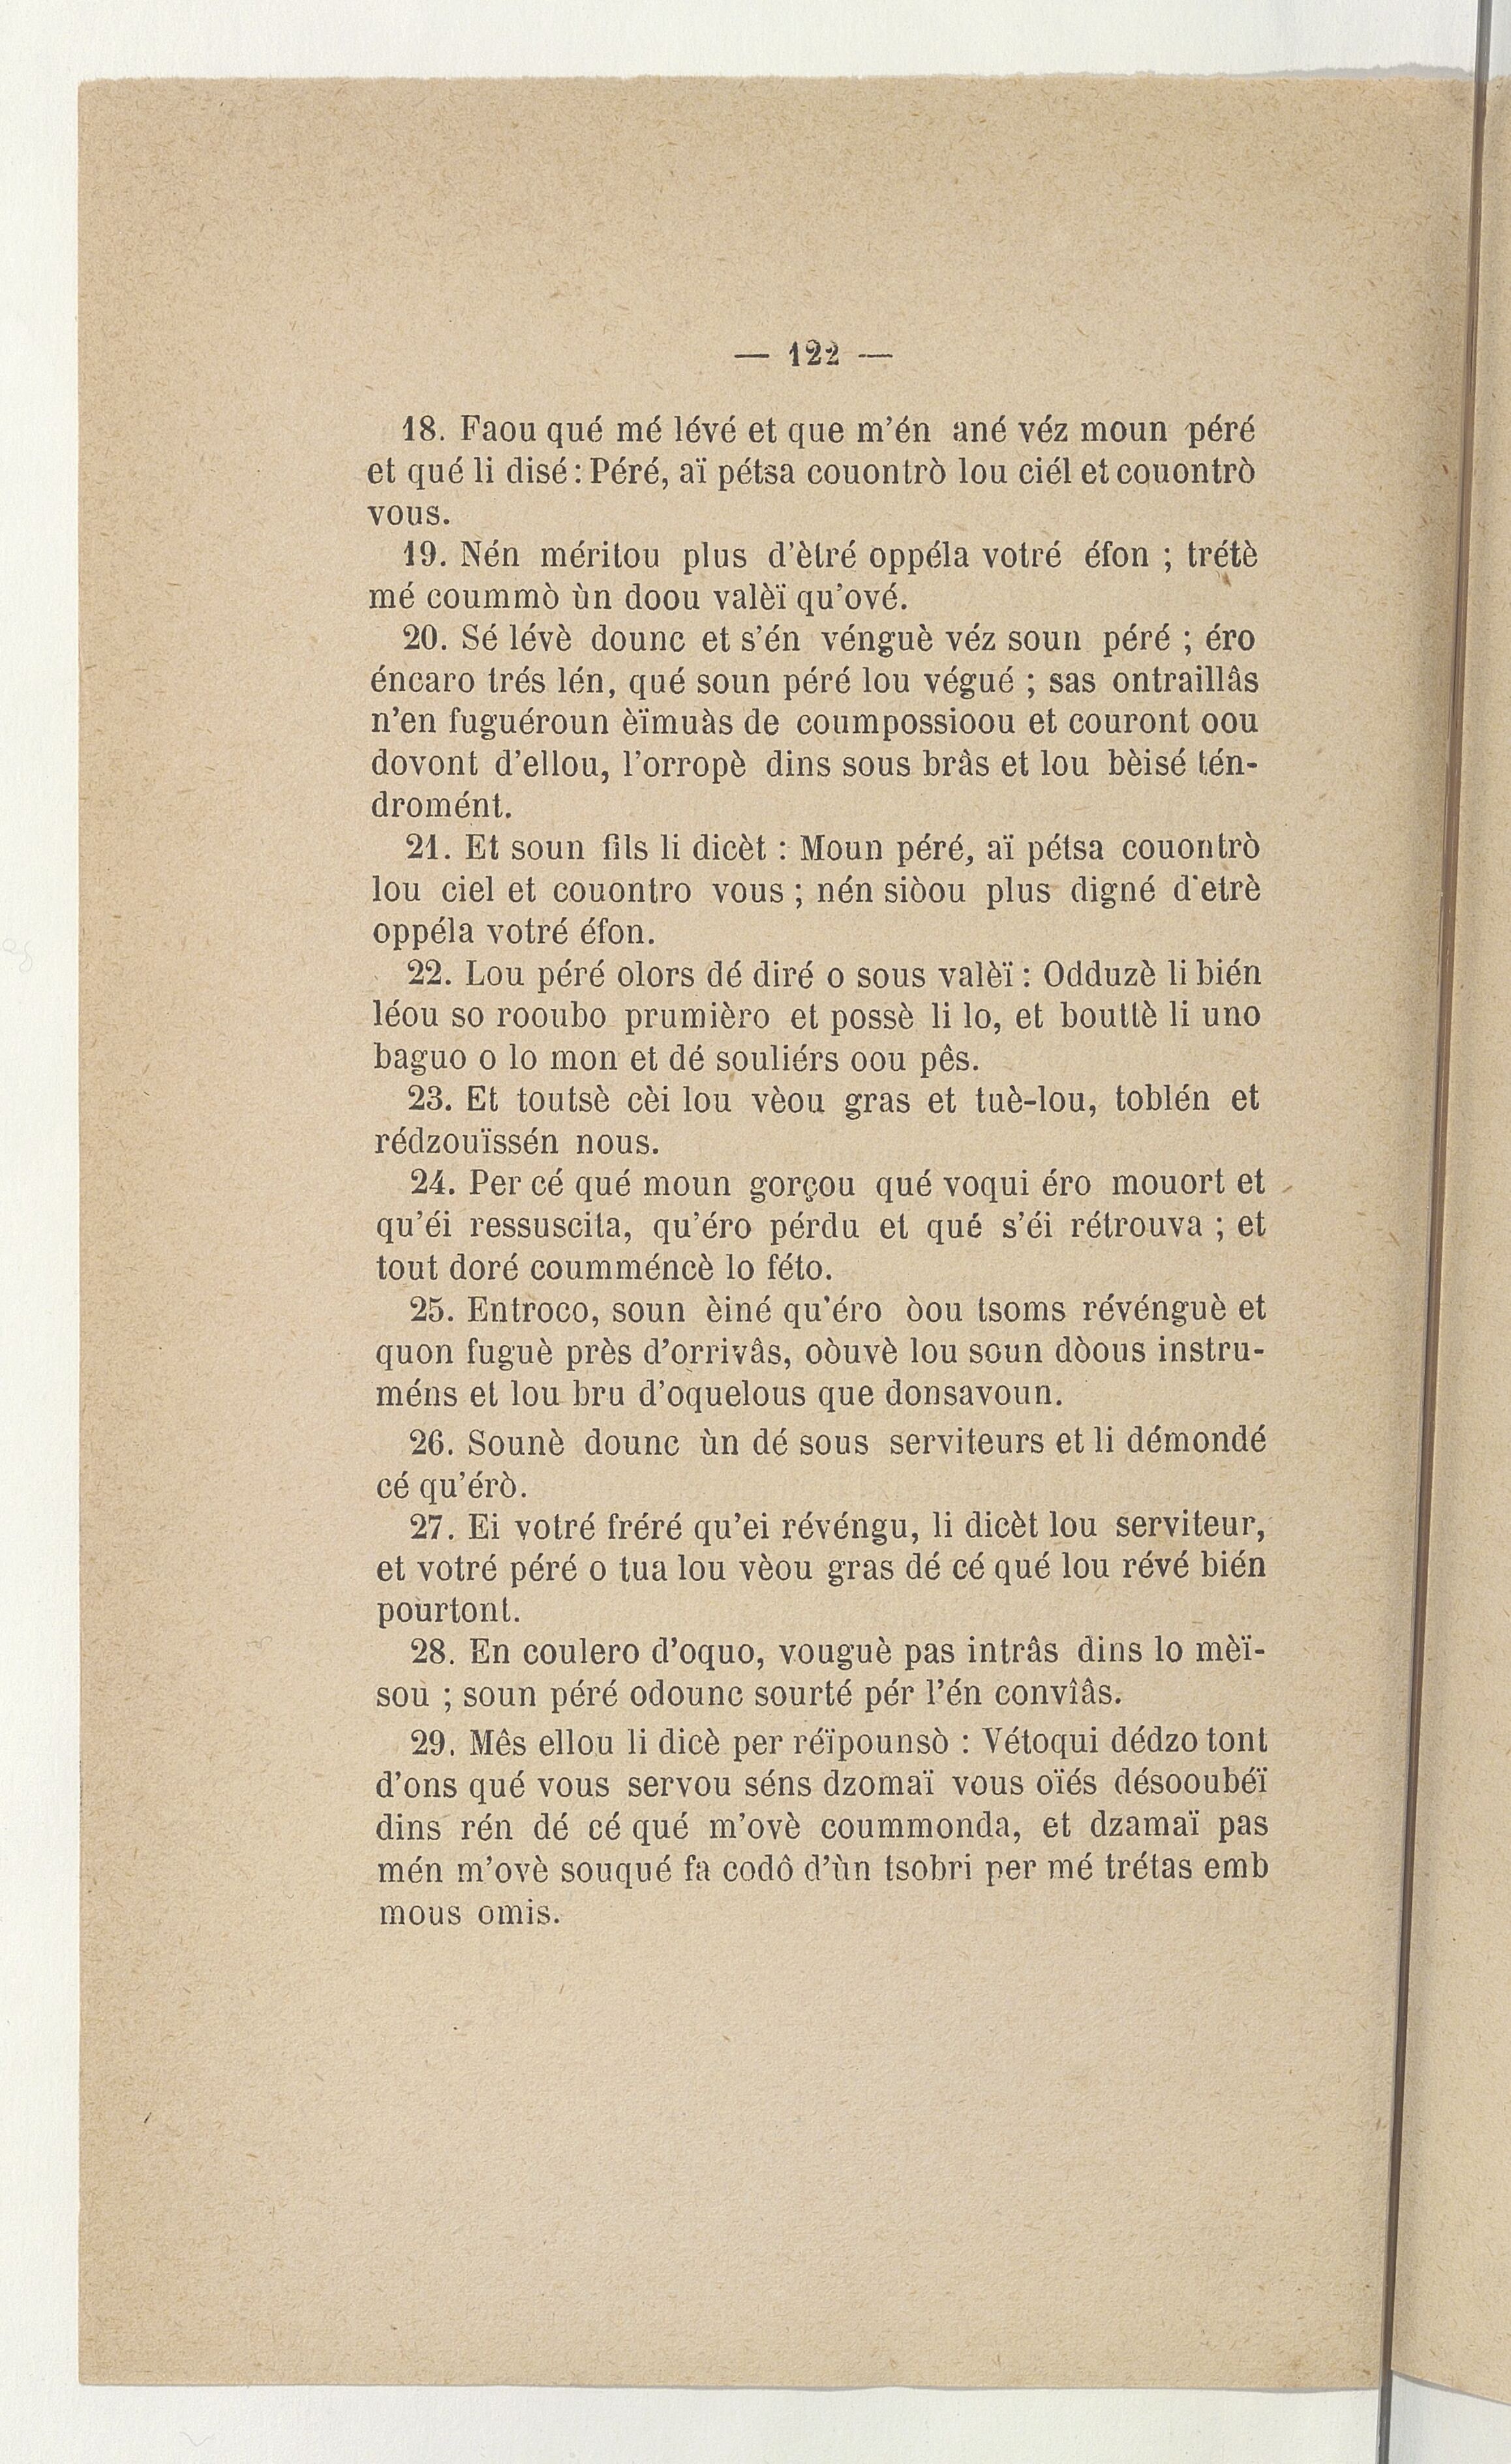 — 122 —
18. Faou qué mé lévé et que m'én ané véz moun péré
et qué li disé : Péré, aï pétsa couontrò lou ciél et couontrò
vous.
19. Nén méritou plus d'ètré oppéla votré éfon ; trétè
mé coummò ùn doou valèï qu'ové.
20. Sé lévè dounc et s'én vénguè véz soun péré ; éro
éncaro trés lén, qué soun péré lou végué ; sas ontraillâs
n'en fuguéroun èïmuàs de coumpossioou et couront oou
dovont d'ellou, l'orropè dins sous brâs et lou bèisé tén-
dromént.
21. Et soun fils li dicèt : Moun péré, aï pétsa couontrò
lou ciel et couontro vous ; nén siòou plus digné d'etrè
oppéla votré éfon.
22. Lou péré olors dé diré o sous valèï : Odduzè li bién
léou so rooubo prumièro et possè li lo, et bouttè li uno
baguo o lo mon et dé souliérs oou pês.
23. Et toutsè cèi lou vèou gras et tuè-lou, toblén et
rédzouïssén nous.
24. Per cé qué moun gorçou qué voqui éro mouort et
qu'éi ressuscita, qu'éro pérdu et qué s'éi rétrouva ; et
tout doré coumméncè lo féto.
25. Entroco, soun èiné qu'éro òou tsoms révénguè et
quon fuguè près d'orrivâs, oòuvè lou soun dòous instru-
méns et lou bru d'oquelous que donsavoun.
26. Sounè dounc ùn dé sous serviteurs et li démondé
cé qu'érò.
27. Ei votré fréré qu'ei révéngu, li dicèt lou serviteur,
et votré péré o tua lou vèou gras dé cé qué lou révé bién
pourtont.
28. En coulero d'oquo, vouguè pas intrâs dins lo mèï-
sou ; soun péré odounc sourté pér l'én convîâs.
29. Mês ellou li dicè per réïpounsò : Vétoqui dédzo tont
d'ons qué vous servou séns dzomaï vous oïés désooubéï
dins rén dé cé qué m'ovè coummonda, et dzamaï pas
mén m'ovè souqué fa codô d'ùn tsobri per mé trétas emb
mous omis.